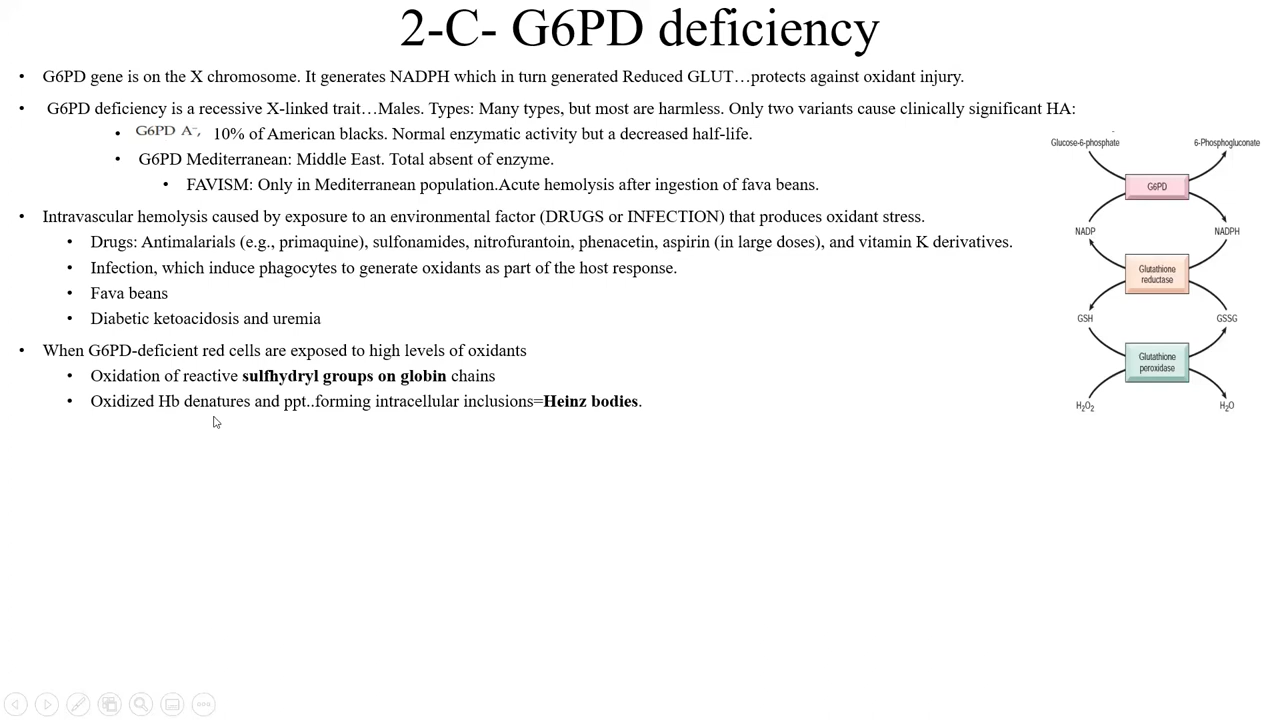 2-C- G6PD deficiency
• G6PD gene is on the X chromosome. It generates NADPH which in turn generated Reduced GLUT…protects against oxidant injury.
• G6PD deficiency is a recessive X-linked trait…Males. Types: Many types, but most are harmless. Only two variants cause clinically significant HA:
• G6PD A⁻, 10% of American blacks. Normal enzymatic activity but a decreased half-life.
• G6PD Mediterranean: Middle East. Total absent of enzyme.
• FAVISM: Only in Mediterranean population.Acute hemolysis after ingestion of fava beans.
• Intravascular hemolysis caused by exposure to an environmental factor (DRUGS or INFECTION) that produces oxidant stress.
• Drugs: Antimalarials (e.g., primaquine), sulfonamides, nitrofurantoin, phenacetin, aspirin (in large doses), and vitamin K derivatives.
• Infection, which induce phagocytes to generate oxidants as part of the host response.
• Fava beans
• Diabetic ketoacidosis and uremia
• When G6PD-deficient red cells are exposed to high levels of oxidants
• Oxidation of reactive sulfhydryl groups on globin chains
• Oxidized Hb denatures and ppt..forming intracellular inclusions=Heinz bodies.
Glucose-6-phosphate 6-Phosphogluconate
G6PD
NADP NADPH
Glutathione
reductase
GSH GSSG
Glutathione
peroxidase
H₂O₂ H₂O